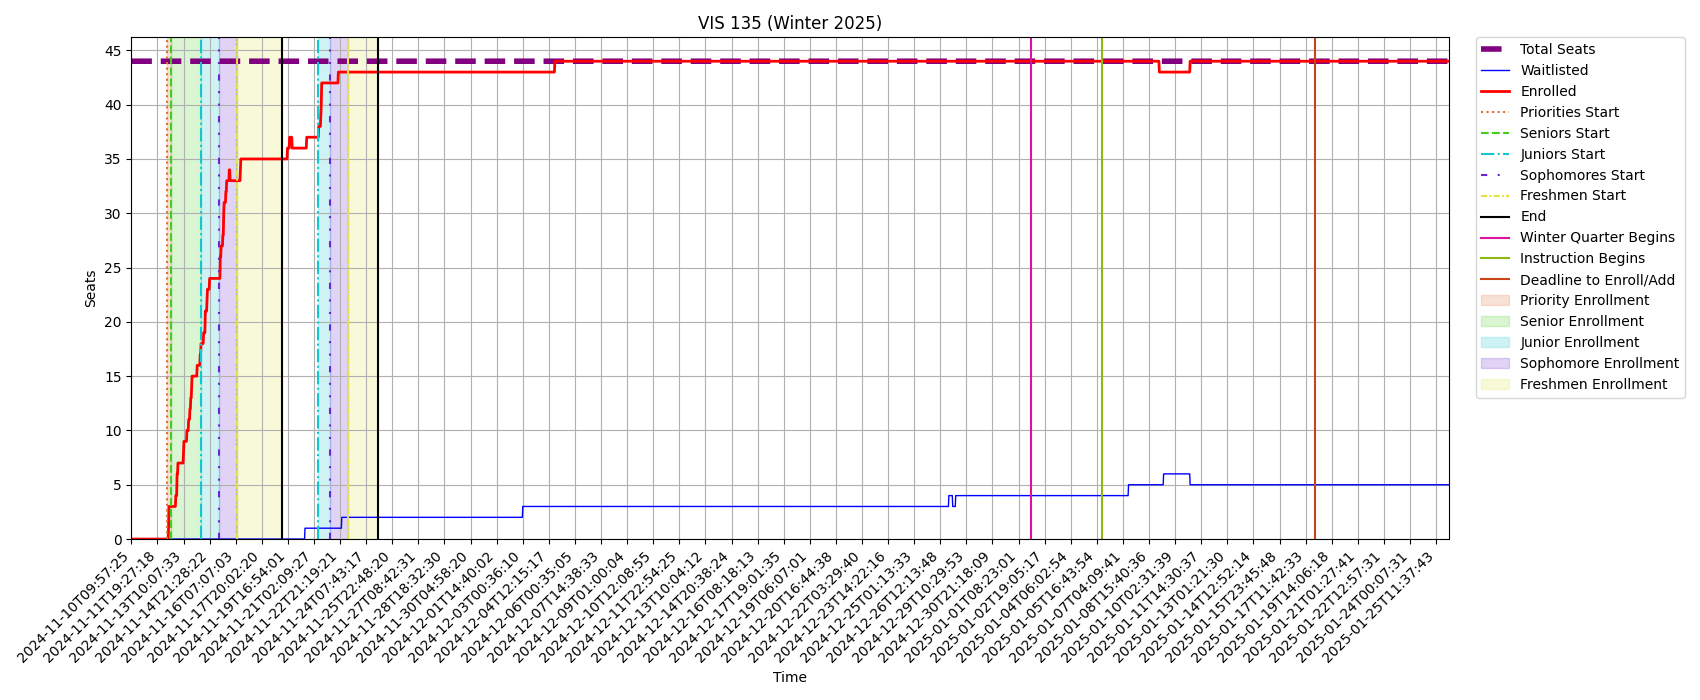 VIS 135 (Winter 2025)
Seats
45
40
35
30
25
20
15
10
5
0
2024-11-10T09:57:25
2024-11-11T19:27:18
2024-11-13T10:07:33
2024-11-14T21:28:22
2024-11-16T07:07:03
2024-11-17T20:02:20
2024-11-19T16:54:01
2024-11-21T02:09:27
2024-11-22T21:19:21
2024-11-24T07:43:17
2024-11-25T22:48:20
2024-11-27T08:42:31
2024-11-28T18:32:30
2024-11-30T04:58:20
2024-12-01T14:40:02
2024-12-03T00:36:10
2024-12-04T12:15:17
2024-12-06T00:35:05
2024-12-07T14:38:33
2024-12-09T01:00:04
2024-12-10T12:08:55
2024-12-11T22:54:25
2024-12-13T10:04:12
2024-12-14T20:38:24
2024-12-16T08:18:13
2024-12-17T19:01:35
2024-12-19T06:07:01
2024-12-20T16:44:38
2024-12-22T03:29:40
2024-12-23T14:22:16
2024-12-25T01:13:33
2024-12-26T12:13:48
2024-12-29T10:29:53
2024-12-30T21:18:09
2025-01-01T08:23:01
2025-01-02T19:05:17
2025-01-04T06:02:54
2025-01-05T16:43:54
2025-01-07T04:09:41
2025-01-08T15:40:36
2025-01-10T02:31:39
2025-01-11T14:30:37
2025-01-13T01:21:30
2025-01-14T12:52:14
2025-01-15T23:45:48
2025-01-17T11:42:33
2025-01-19T14:06:18
2025-01-21T01:27:41
2025-01-22T12:57:31
2025-01-24T00:07:31
2025-01-25T11:37:43
Time
Total Seats
Waitlisted
Enrolled
Priorities Start
Seniors Start
Juniors Start
Sophomores Start
Freshmen Start
End
Winter Quarter Begins
Instruction Begins
Deadline to Enroll/Add
Priority Enrollment
Senior Enrollment
Junior Enrollment
Sophomore Enrollment
Freshmen Enrollment